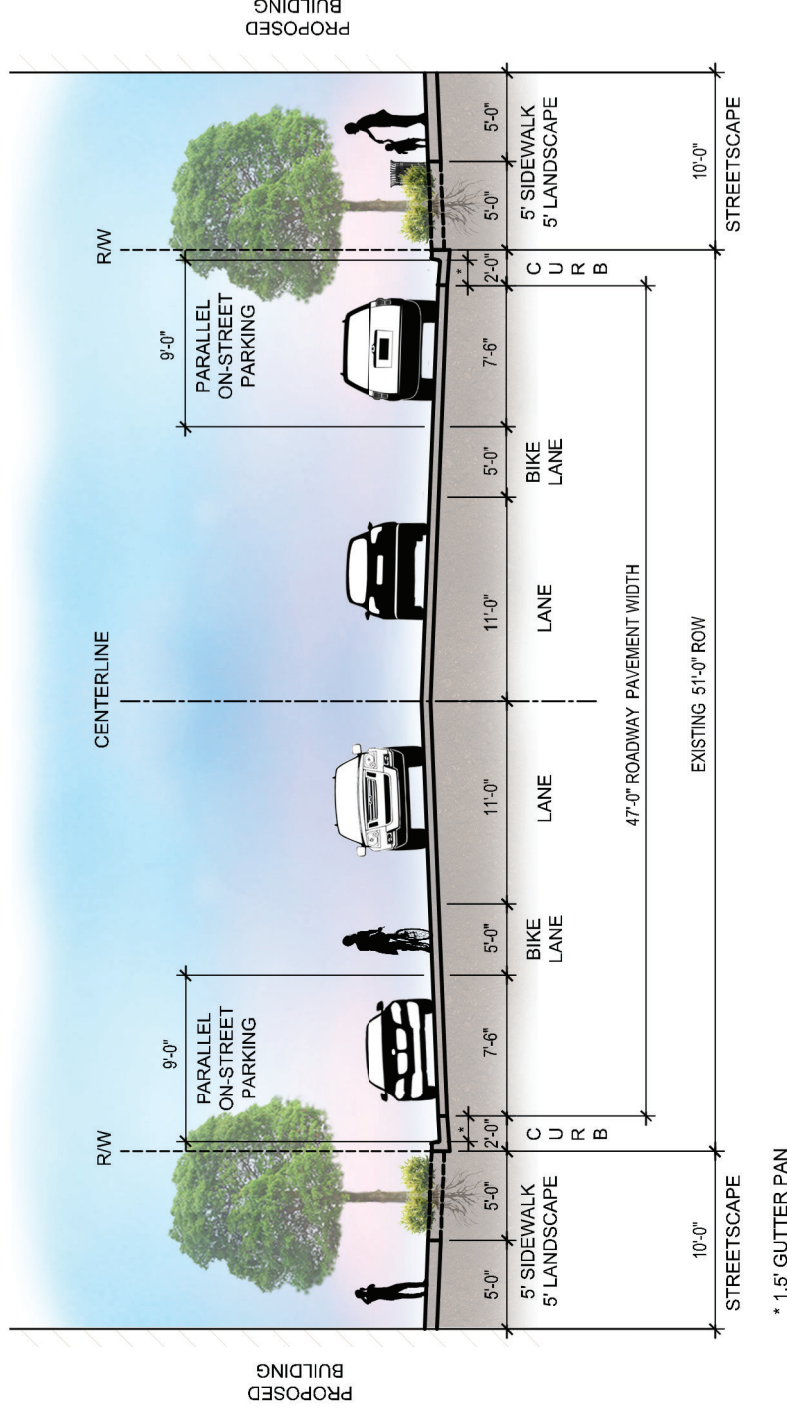 PROPOSED
BUILDING
R/W
CENTERLINE
R/W
PROPOSED
BUILDING
9'-0"
PARALLEL
ON-STREET
PARKING
9'-0"
PARALLEL
ON-STREET
PARKING
5'-0"
5'-0"
*
2'-0"
7'-6"
5'-0"
11'-0"
11'-0"
5'-0"
7'-6"
*
2'-0"
5'-0"
5'-0"
5' SIDEWALK
5' LANDSCAPE
C
U
R
B
BIKE
LANE
LANE
LANE
BIKE
LANE
C
U
R
B
5' SIDEWALK
5' LANDSCAPE
47'-0" ROADWAY PAVEMENT WIDTH
10'-0"
EXISTING 51'-0" ROW
10'-0"
STREETSCAPE
STREETSCAPE
* 1.5' GUTTER PAN